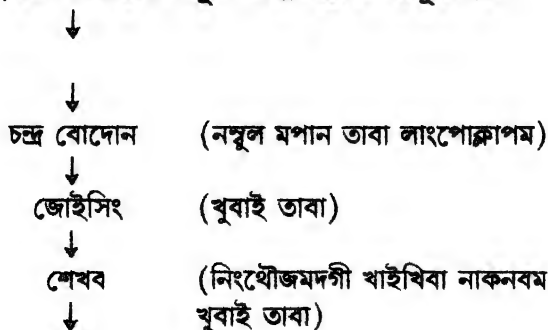 ↓
↓
চন্দ্র বোদোন (নম্বুল মপান তাবা লাংপোক্লাপম)
↓
জোইসিং (খুবাই তাবা)
↓
শেখব (নিংথৌজমদগী খাইখিবা নাকনবম
↓ খুবাই তাবা)